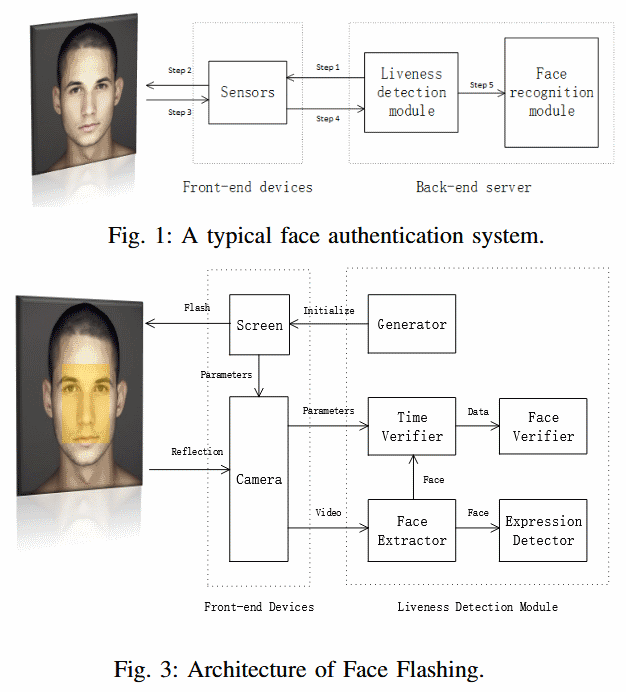 Step 1
Step 2
Step 3
Step 4
Step 5
Sensors
Liveness
detection
module
Face
recognition
module
Front-end devices
Back-end server
Fig. 1: A typical face authentication system.
Flash
Screen
Initialize
Generator
Parameters
Parameters
Time
Verifier
Data
Face
Verifier
Reflection
Camera
Face
Video
Face
Extractor
Face
Expression
Detector
Front-end Devices
Liveness Detection Module
Fig. 3: Architecture of Face Flashing.